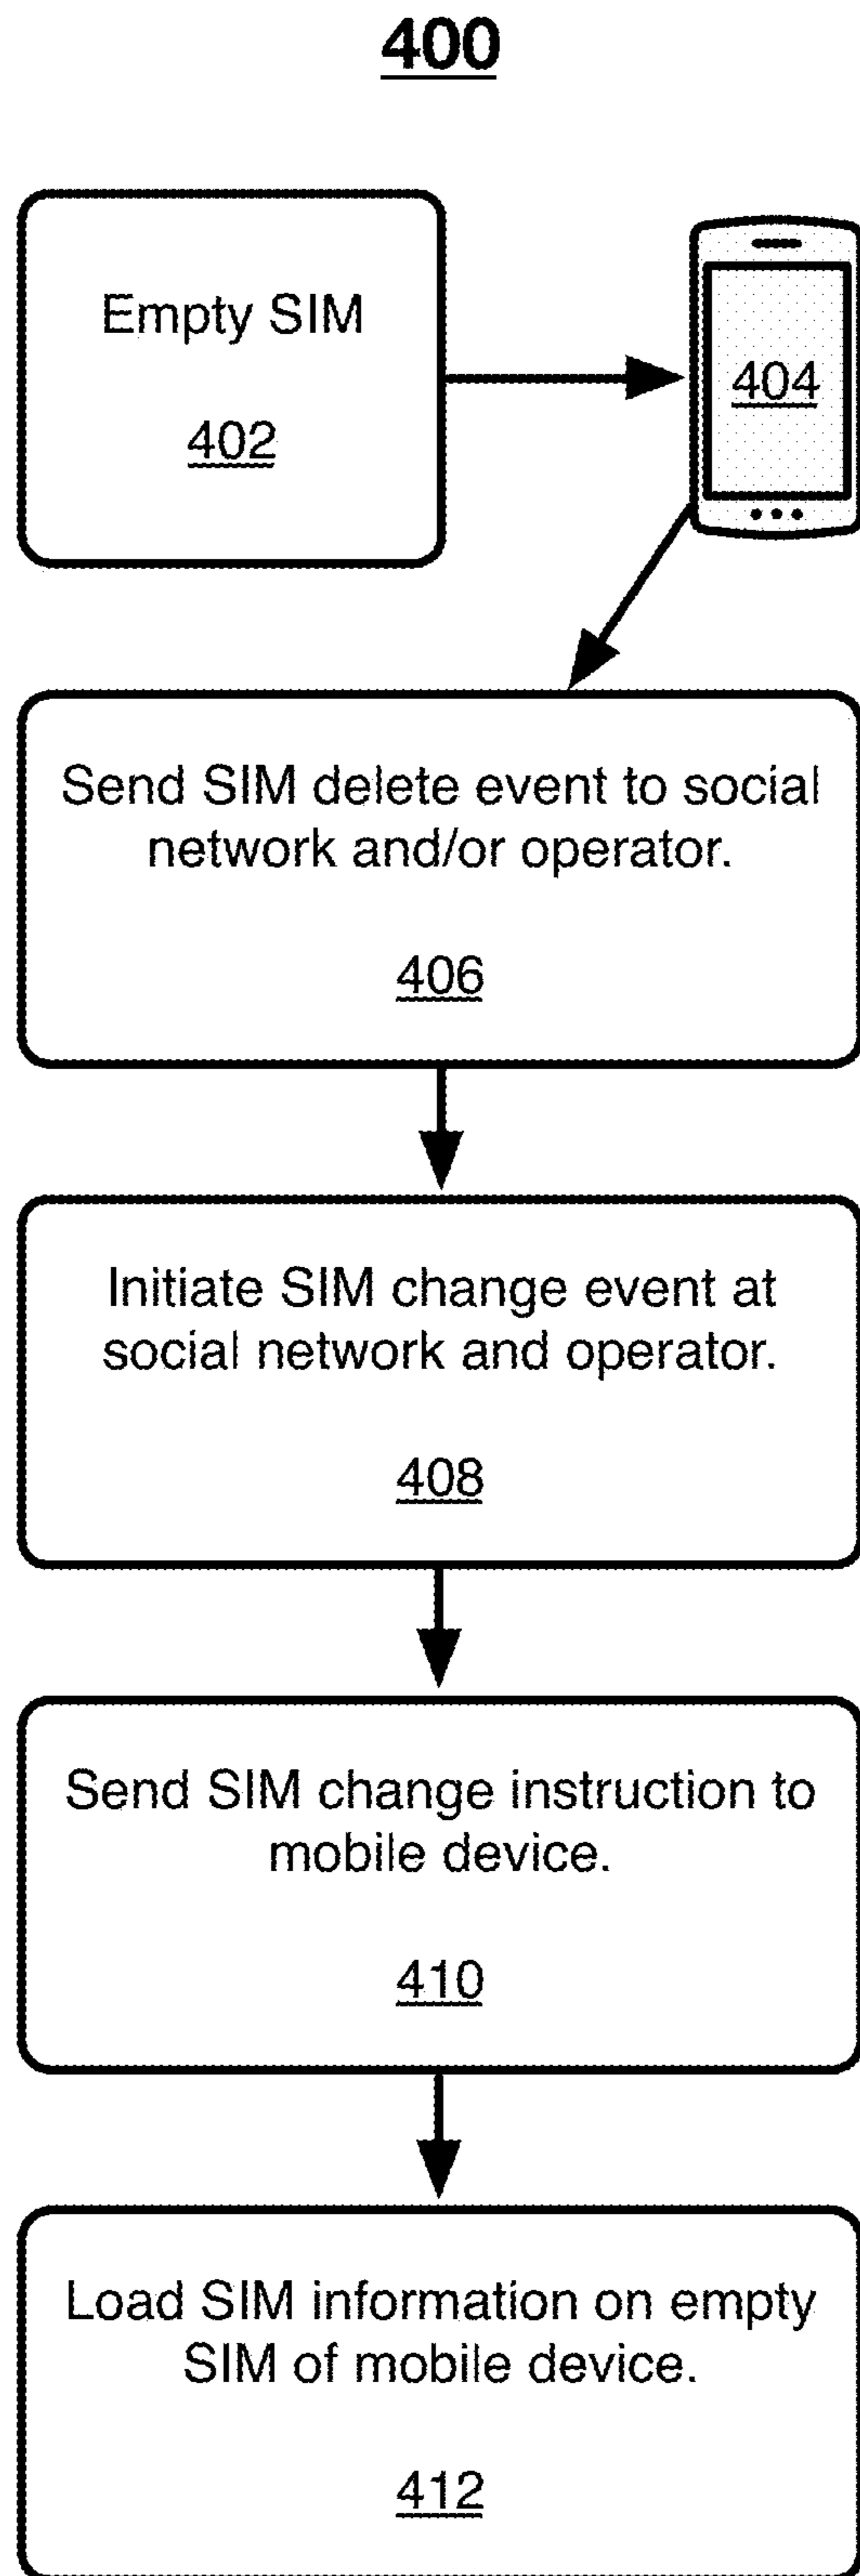 400
Empty SIM
402
404
Send SIM delete event to social
network and/or operator.
406
Initiate SIM change event at
social network and operator.
408
Send SIM change instruction to
mobile device.
410
Load SIM information on empty
SIM of mobile device.
412